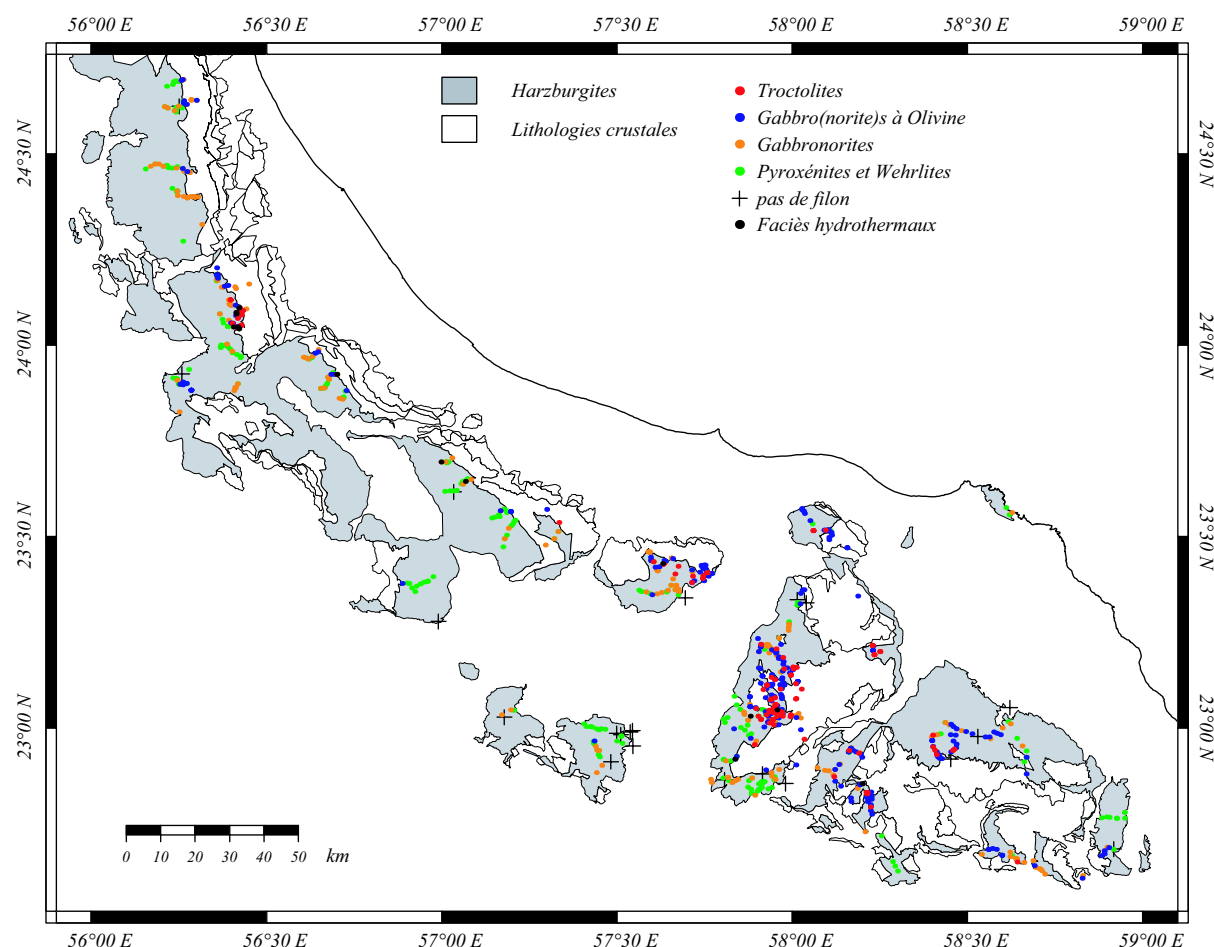 56°00 E 56°30 E 57°00 E 57°30 E 58°00 E 58°30 E 59°00 E
Harzburgites
Lithologies crustales
Troctolites
Gabbro(norite)s à Olivine
Gabbronorites
Pyroxénites et Wehrlites
pas de filon
Faciès hydrothermaux
24°30 N
24°00 N
23°30 N
23°00 N
24°30 N
24°00 N
23°30 N
23°00 N
0 10 20 30 40 50 km
56°00 E 56°30 E 57°00 E 57°30 E 58°00 E 58°30 E 59°00 E